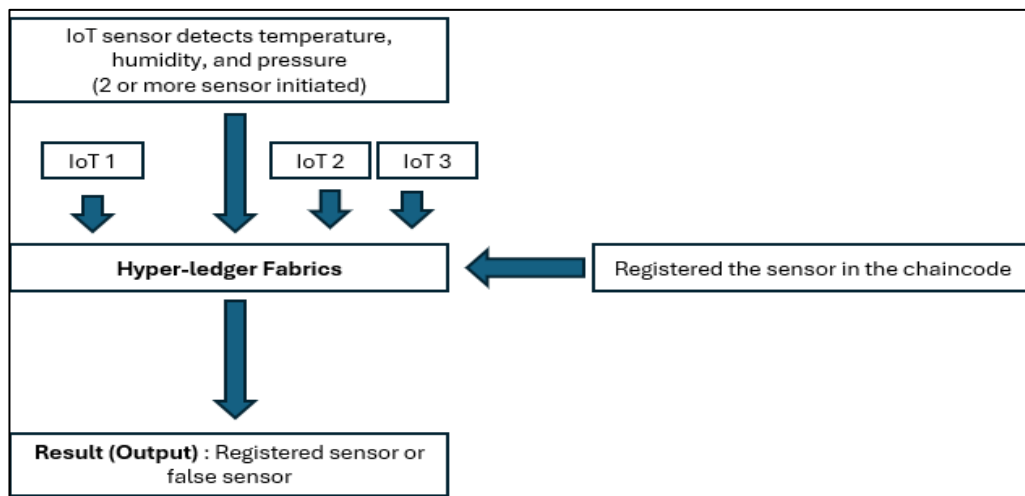 IoT sensor detects temperature,
humidity, and pressure
(2 or more sensor initiated)
IoT 1
IoT 2
IoT 3
Hyper-ledger Fabrics
Registered the sensor in the chaincode
Result (Output) : Registered sensor or
false sensor